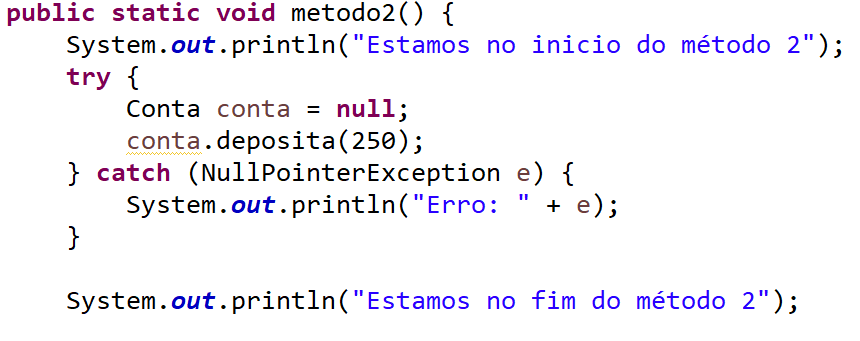 public static void metodo2() {
    System.out.println("Estamos no inicio do método 2");
    try {
        Conta conta = null;
        conta.deposita(250);
    } catch (NullPointerException e) {
        System.out.println("Erro: " + e);
    }

    System.out.println("Estamos no fim do método 2");